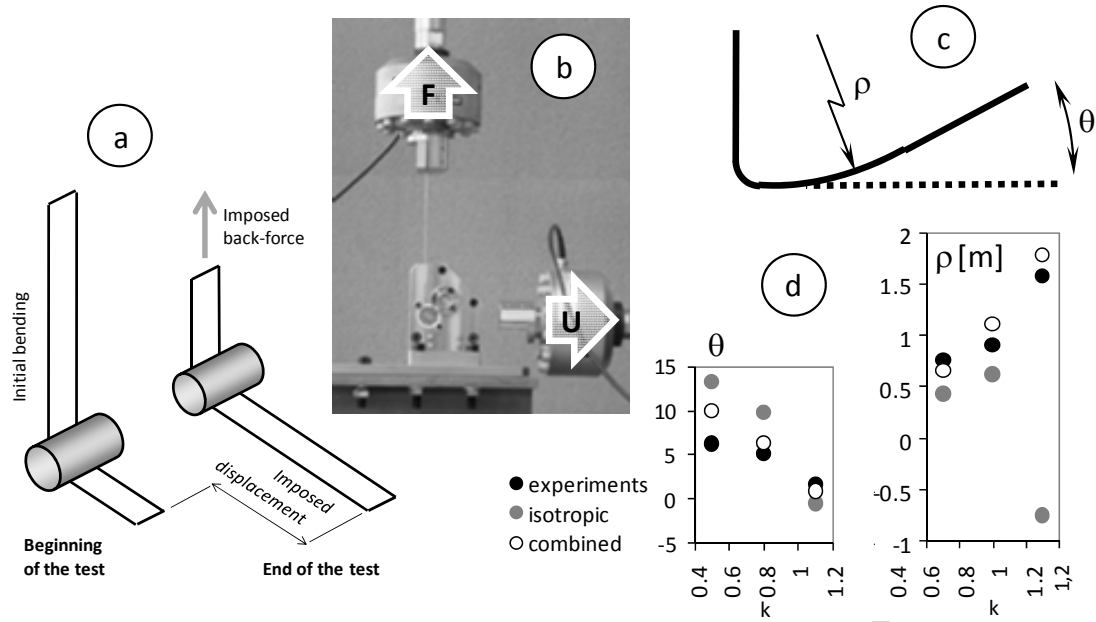 a
Initial bending
Imposed
back-force
Imposed
displacement
Beginning
of the test
End of the test
b
F
U
c
ρ
θ
d
θ
15
10
5
0
-5
0.4
0.6
0.8
1
1.2
k
experiments
isotropic
combined
ρ [m]
2
1.5
1
0.5
0
-0.5
-1
0.4
0.6
0.8
1
1.2
1,2
k